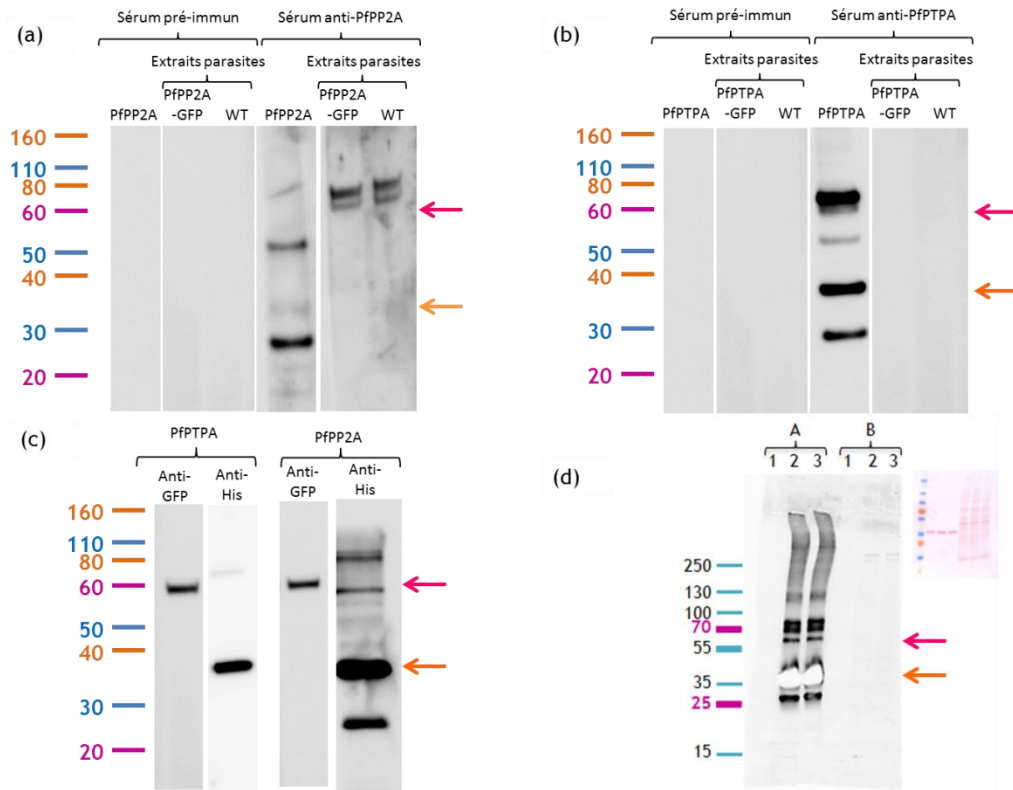 (a)
Sérum pré-immun
Sérum anti-PfPP2A
Extraits parasites
Extraits parasites
PfPP2A
PfPP2A
-GFP
WT
PfPP2A
PfPP2A
-GFP
WT
160
110
80
60
50
40
30
20
(b)
Sérum pré-immun
Sérum anti-PfPTPA
Extraits parasites
Extraits parasites
PfPTPA
PfPTPA
-GFP
WT
PfPTPA
PfPTPA
-GFP
WT
160
110
80
60
50
40
30
20
(c)
PfPTPA
PfPP2A
Anti-
GFP
Anti-
His
Anti-
GFP
Anti-
His
160
110
80
60
50
40
30
20
(d)
A B
1 2 3 1 2 3
250
130
100
70
55
35
25
15